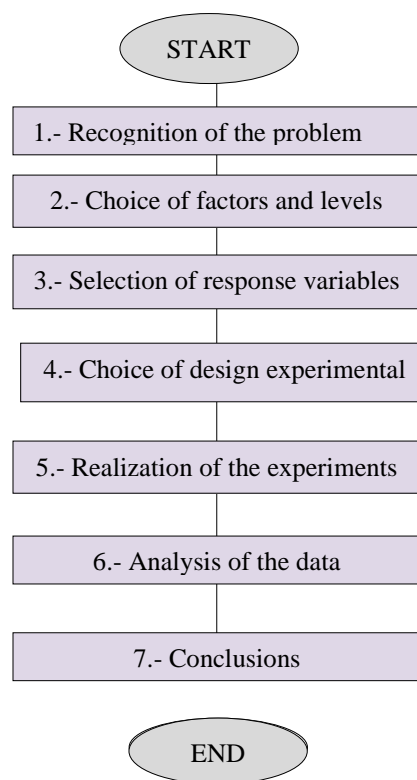 START
1.- Recognition of the problem
2.- Choice of factors and levels
3.- Selection of response variables
4.- Choice of design experimental
5.- Realization of the experiments
6.- Analysis of the data
7.- Conclusions
END